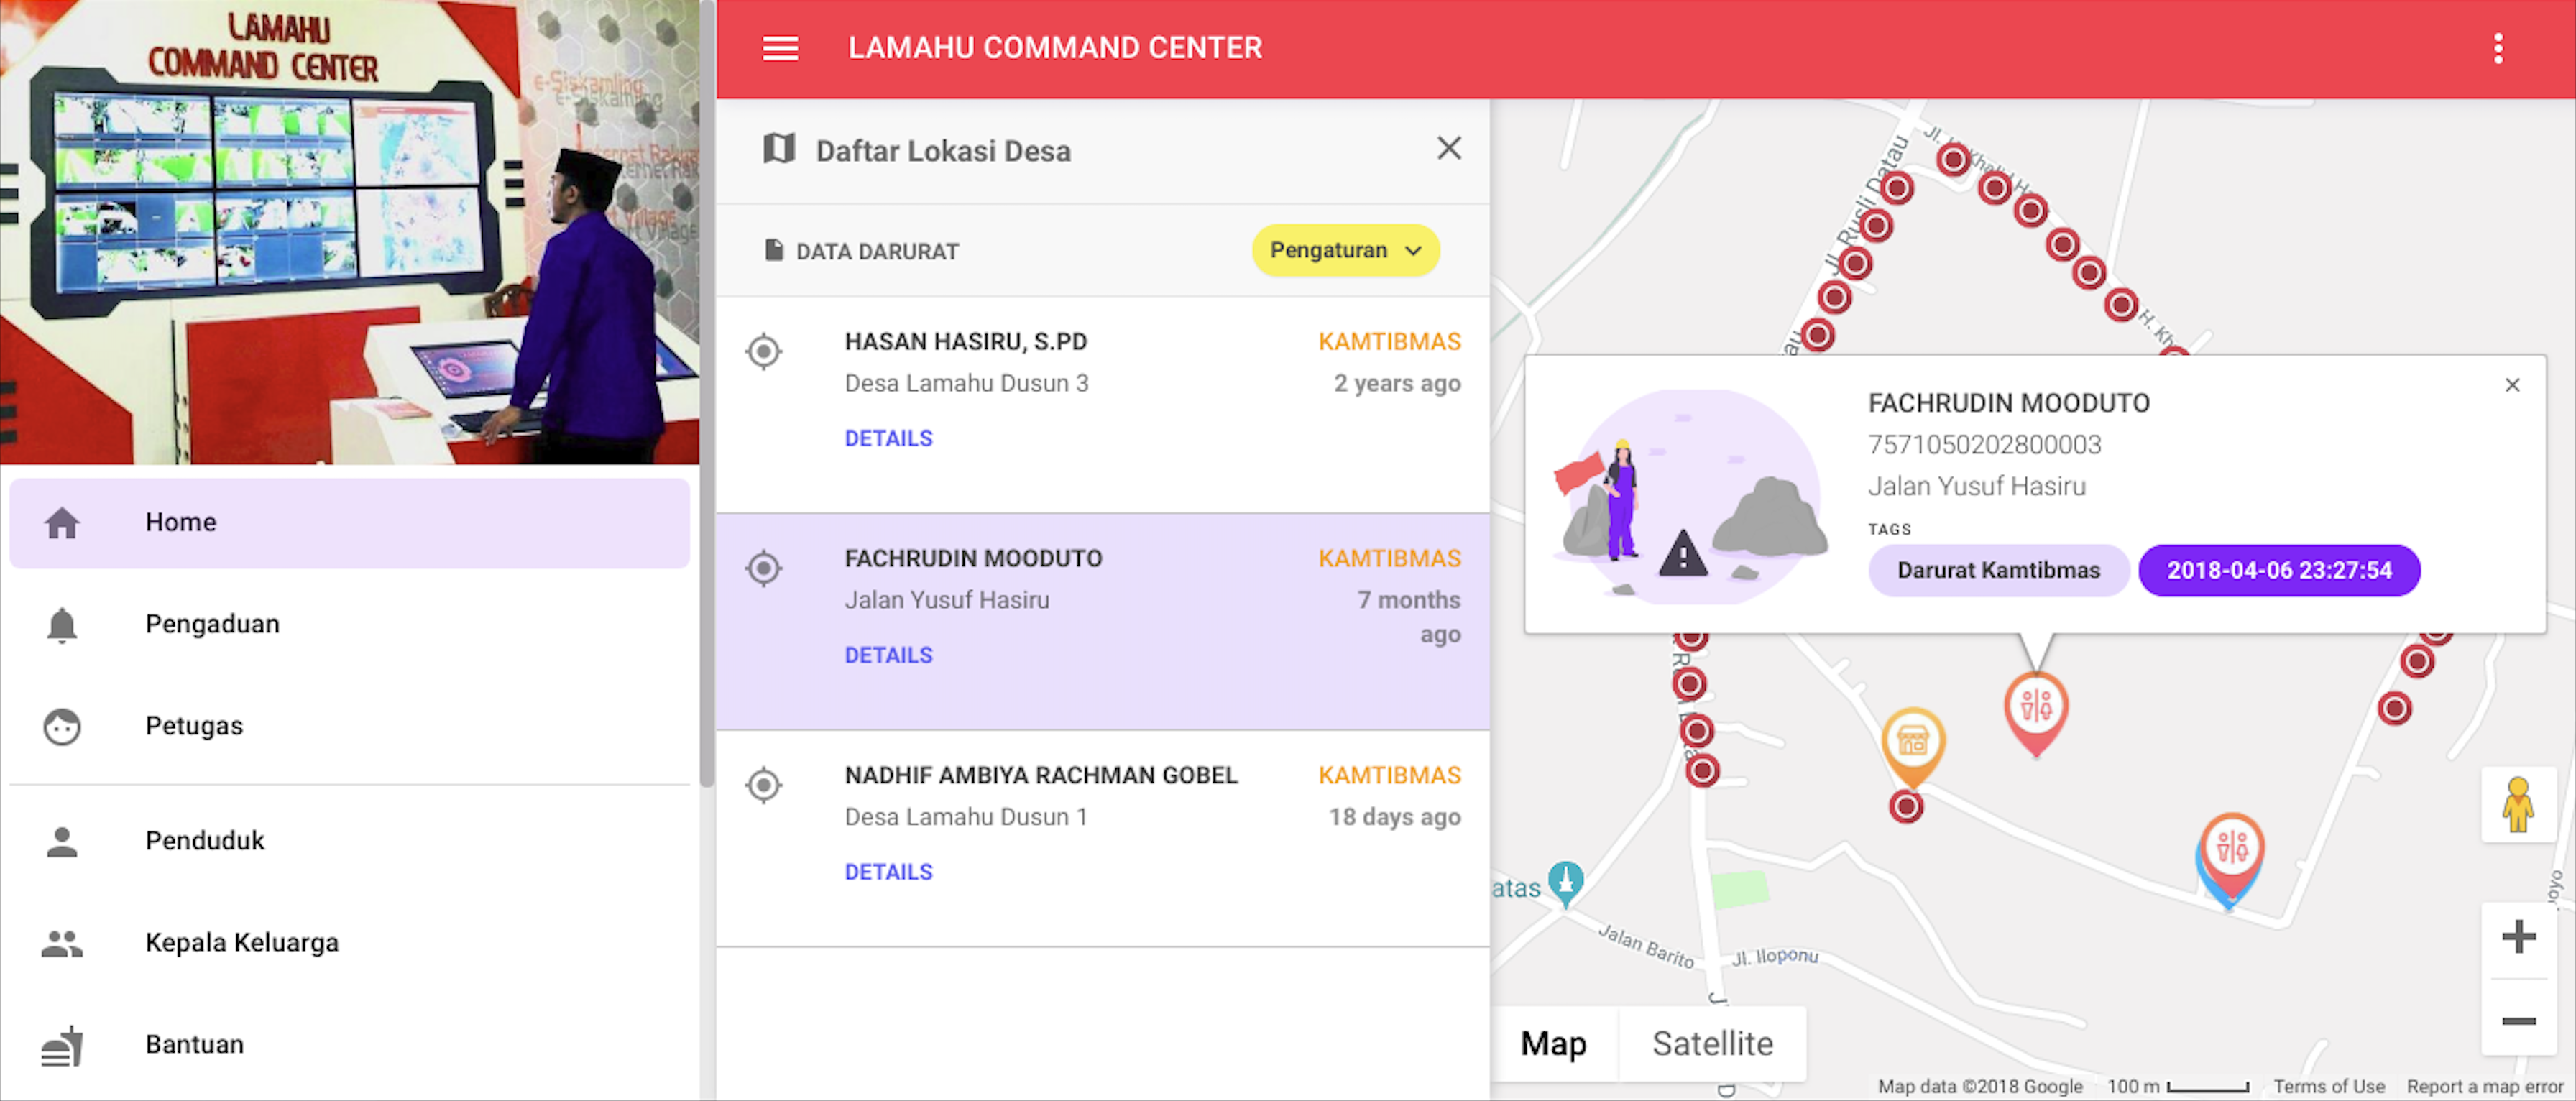 LAMAHU
COMMAND CENTER
e-Siskamling
e-Siskamling
Home
Pengaduan
Petugas
Penduduk
Kepala Keluarga
Bantuan
LAMAHU COMMAND CENTER
Daftar Lokasi Desa
DATA DARURAT
Pengaturan
HASAN HASIRU, S.PD
KAMTIBMAS
Desa Lamahu Dusun 3
2 years ago
DETAILS
FACHRUDIN MOODUTO
KAMTIBMAS
Jalan Yusuf Hasiru
7 months
ago
DETAILS
NADHIF AMBIYA RACHMAN GOBEL
KAMTIBMAS
Desa Lamahu Dusun 1
18 days ago
DETAILS
Jl. Rusli Datau
FACHRUDIN MOODUTO
7571050202800003
Jalan Yusuf Hasiru
TAGS
Darurat Kamtibmas
2018-04-06 23:27:54
atas
Jalan Barito
Jl. Iloponu
Map
Satellite
Map data ©2018 Google
100 m
Terms of Use
Report a map error